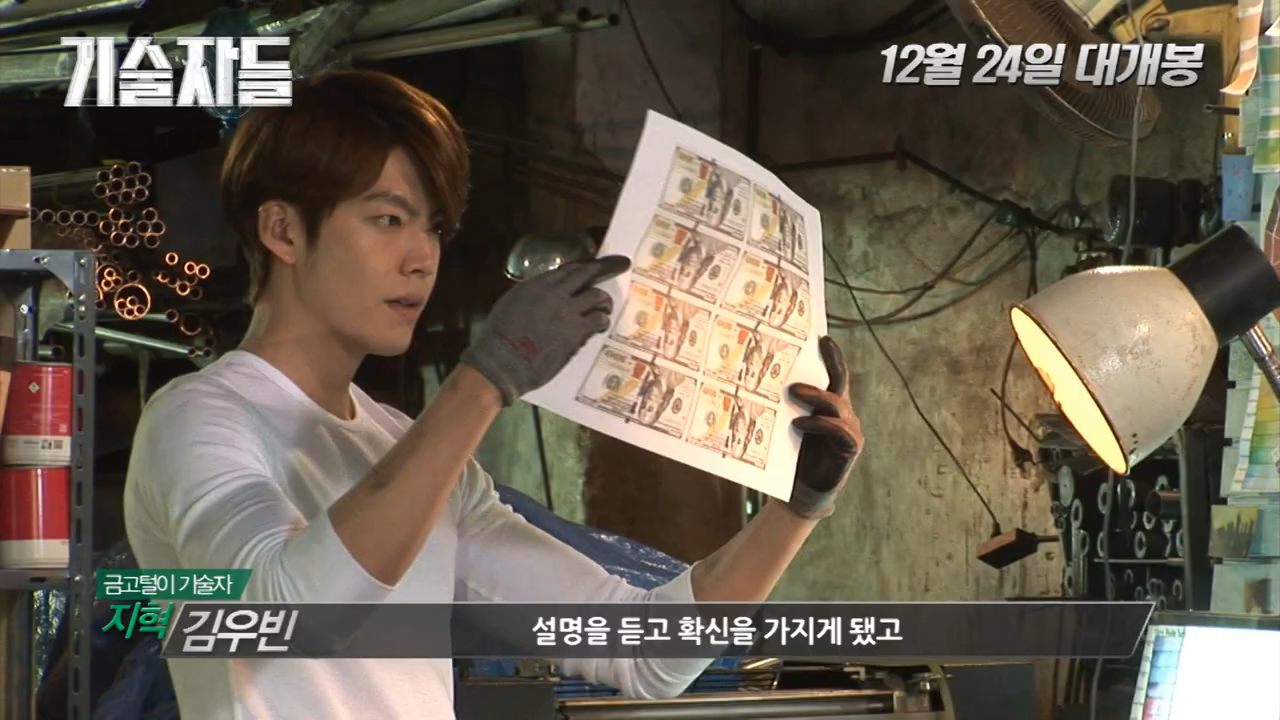 기술자들
12월 24일 대개봉
금고털이 기술자
지혁/김우빈
설명을 듣고 확신을 가지게 됐고